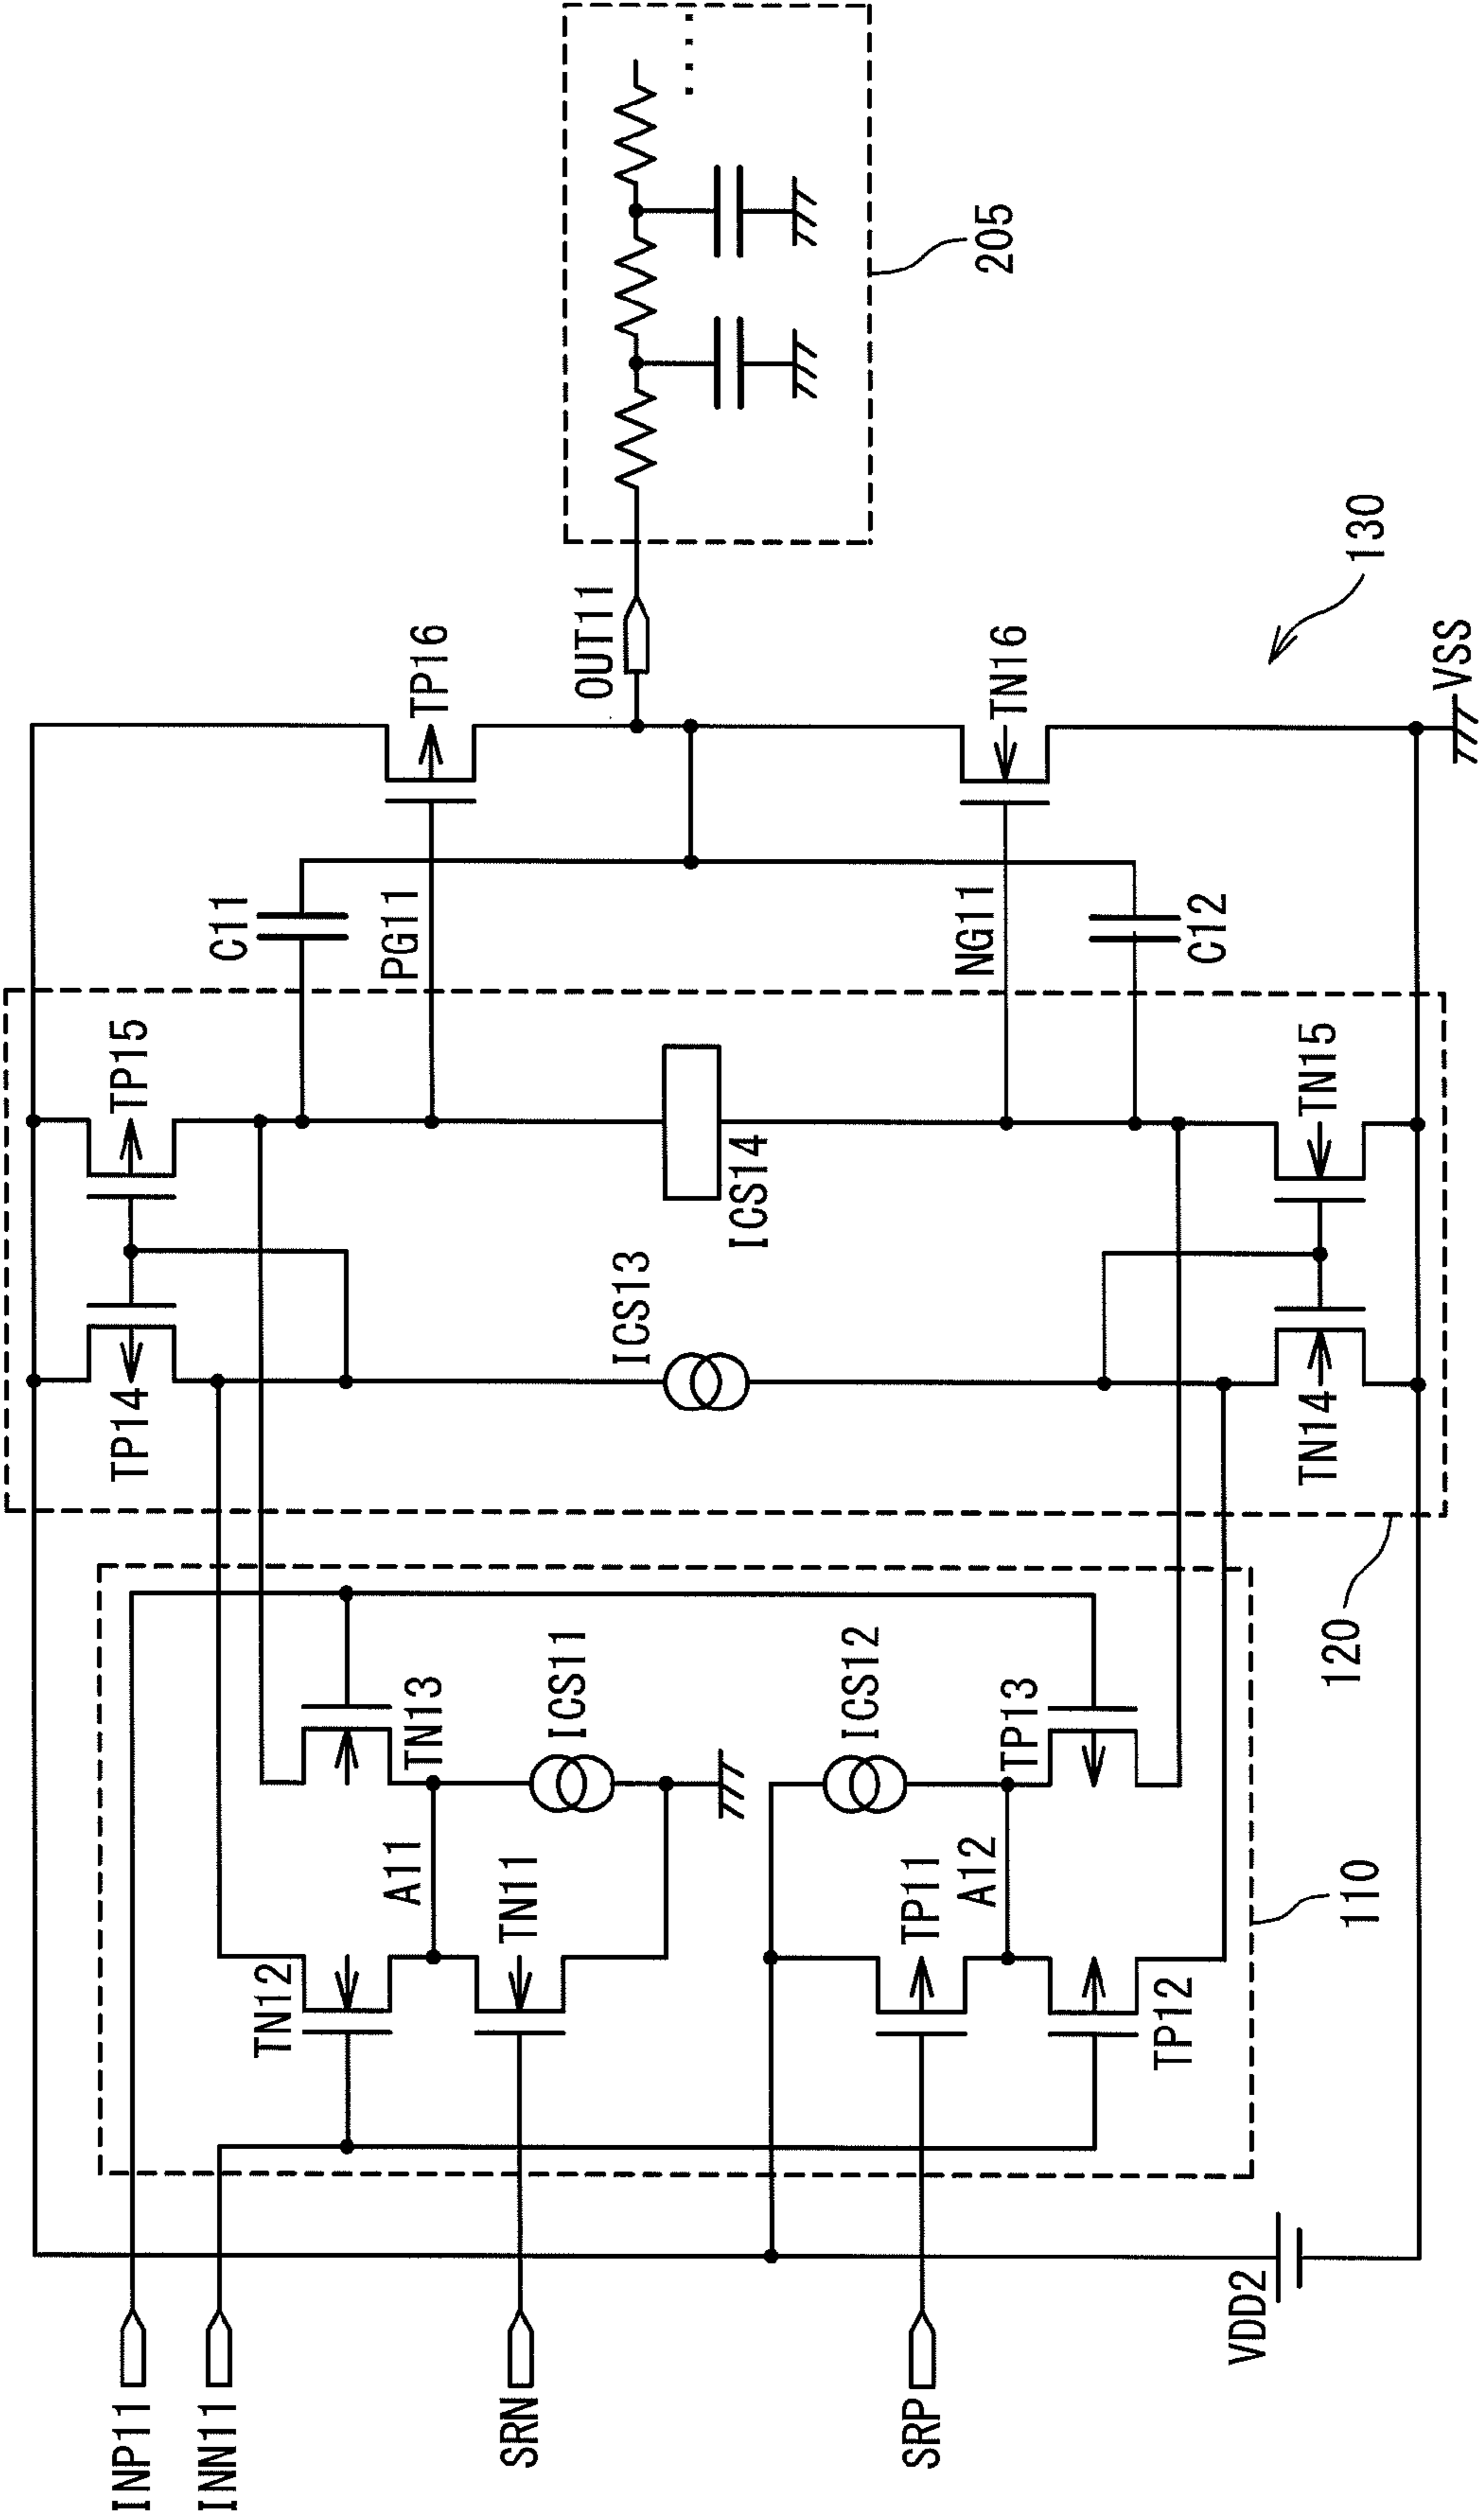 INP11
INN11
SRN
SRP
VDD2
TN12
A11
TN11
TN13
ICS11
TP11
A12
ICS12
TP13
TP12
110
120
TP14
TP15
ICS13
ICS14
TN14
TN15
C11
PG11
NG11
C12
TP16
OUT11
TN16
VSS
130
205